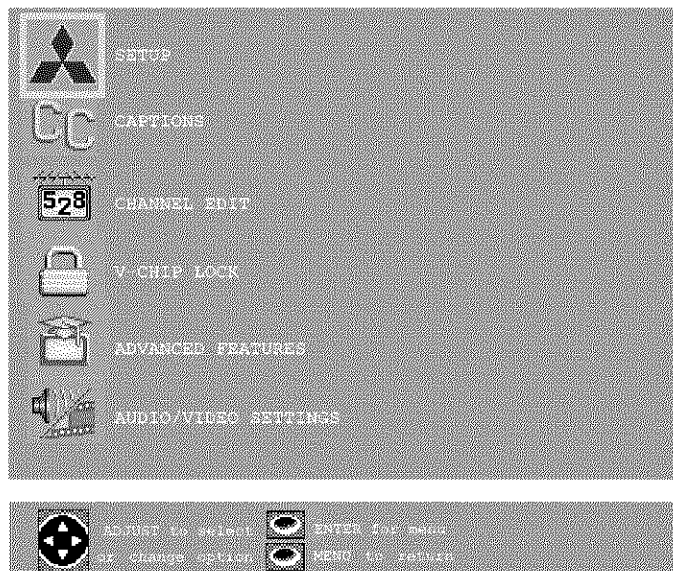 SETUP
CC
CAPTIONS
528
CHANNEL EDIT
V-CHIP LOCK
ADVANCED FEATURES
AUDIO/VIDEO SETTINGS
ADJUST to select
or change option
ENTER for menu
MENU to return